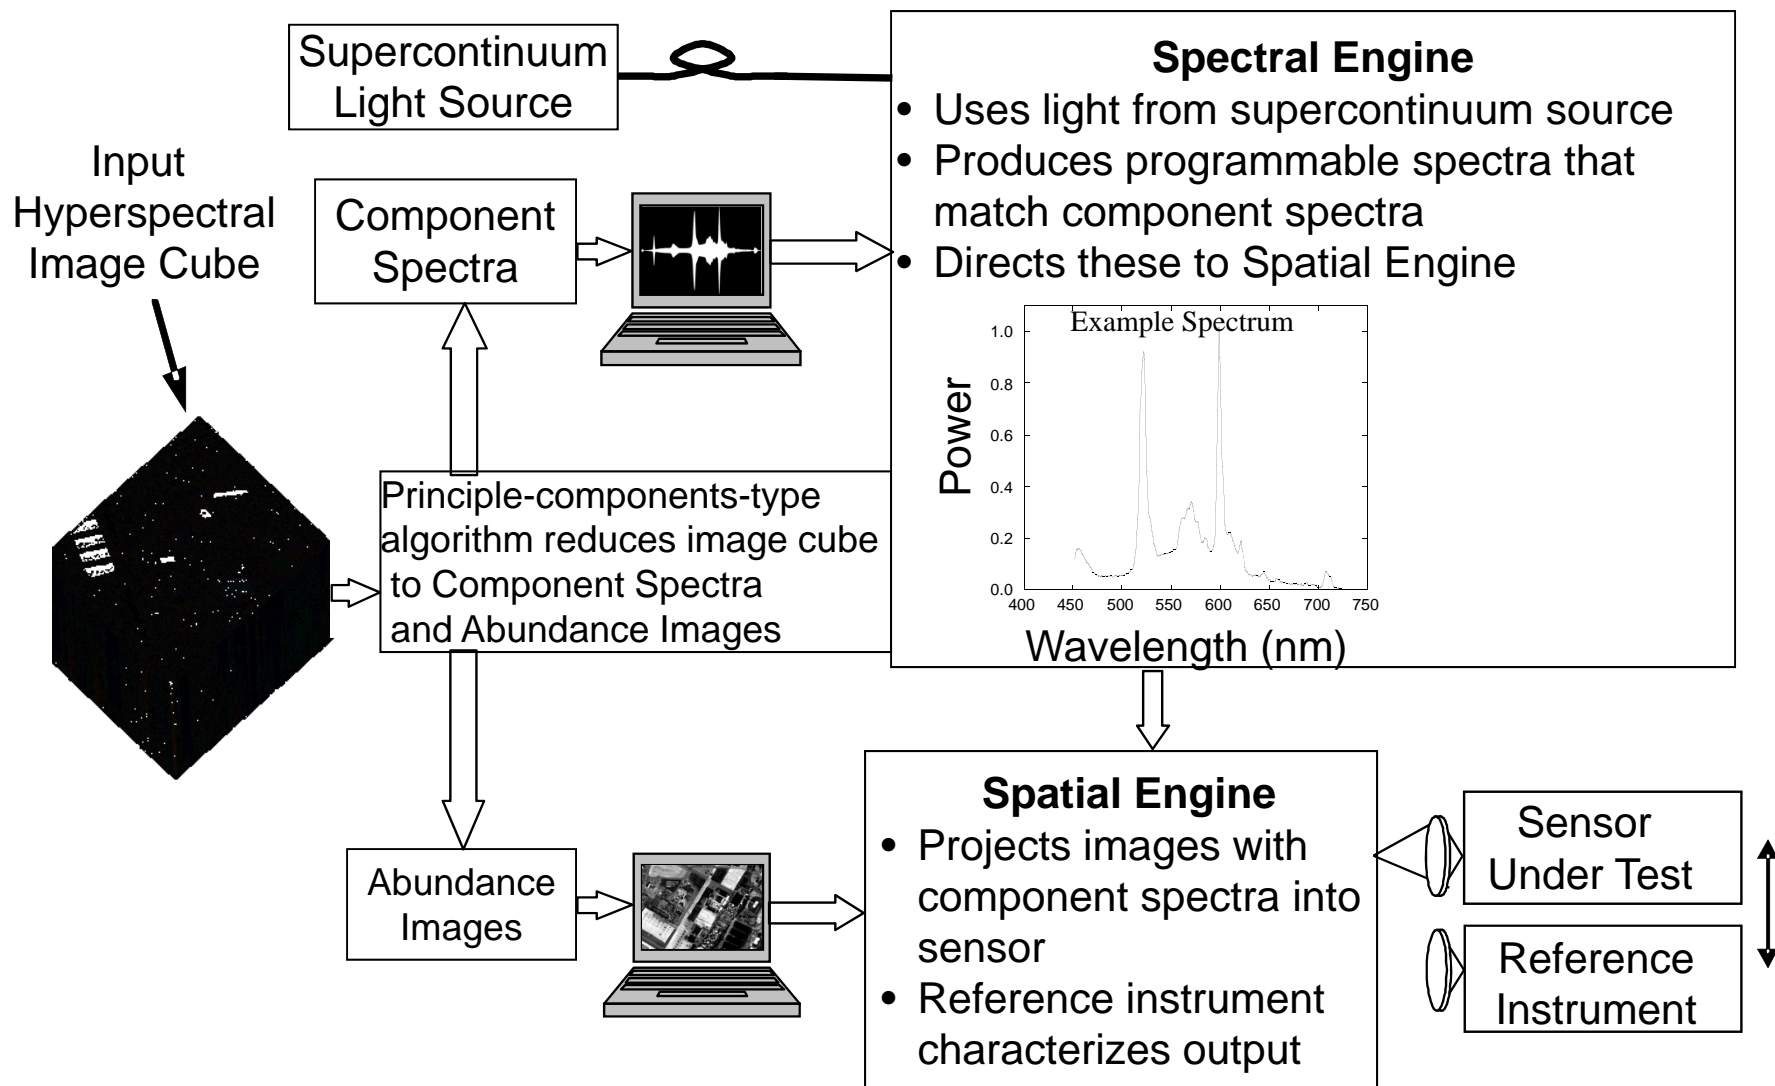 Supercontinuum
Light Source
Input
Hyperspectral
Image Cube
Component
Spectra
Spectral Engine
• Uses light from supercontinuum source
• Produces programmable spectra that
match component spectra
• Directs these to Spatial Engine
Example Spectrum
Power
1.0
0.8
0.6
0.4
0.2
0.0
400 450 500 550 600 650 700 750
Wavelength (nm)
Principle-components-type
algorithm reduces image cube
to Component Spectra
and Abundance Images
Abundance
Images
Spatial Engine
• Projects images with
component spectra into
sensor
• Reference instrument
characterizes output
Sensor
Under Test
Reference
Instrument